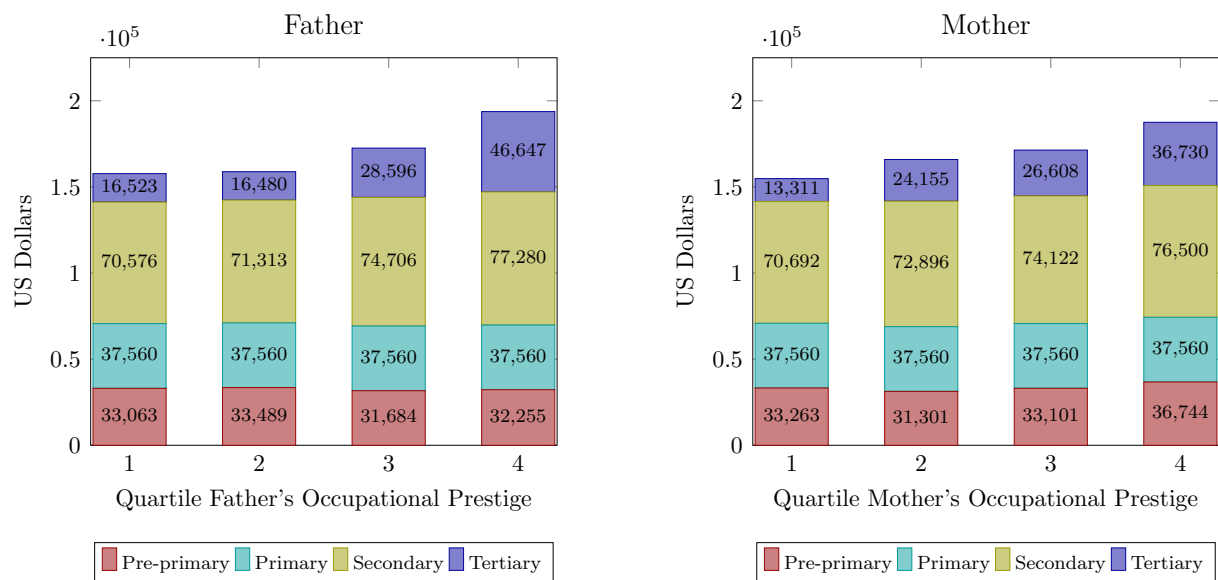 Father
·10⁵
2
1.5
1
0.5
0
US Dollars
16,523 16,480 28,596 46,647
70,576 71,313 74,706 77,280
37,560 37,560 37,560 37,560
33,063 33,489 31,684 32,255
1 2 3 4
Quartile Father's Occupational Prestige
Pre-primary Primary Secondary Tertiary
Mother
·10⁵
2
1.5
1
0.5
0
US Dollars
13,311 24,155 26,608 36,730
70,692 72,896 74,122 76,500
37,560 37,560 37,560 37,560
33,263 31,301 33,101 36,744
1 2 3 4
Quartile Mother's Occupational Prestige
Pre-primary Primary Secondary Tertiary